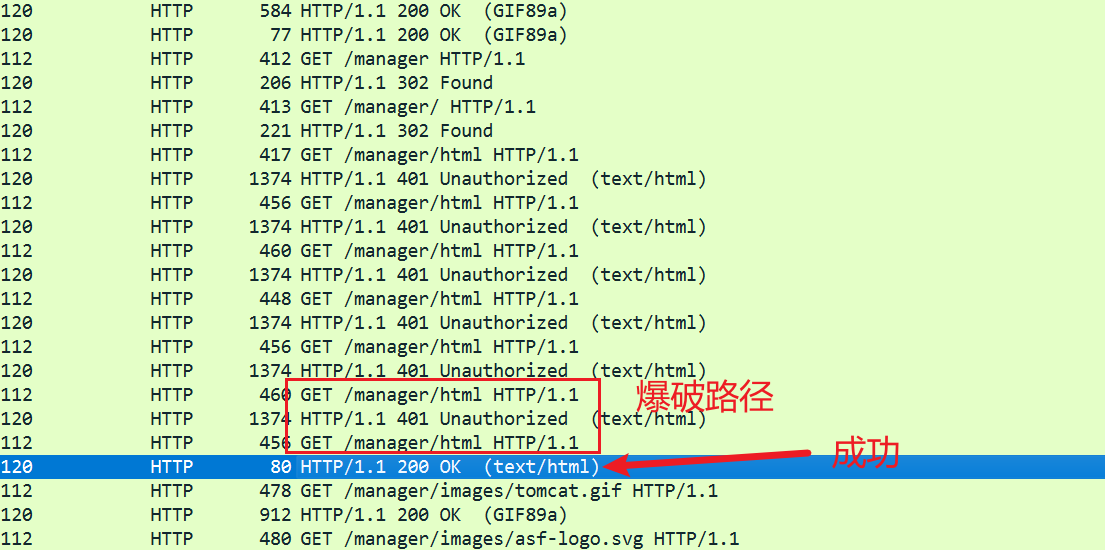 120 HTTP 584 HTTP/1.1 200 OK (GIF89a)
120 HTTP 77 HTTP/1.1 200 OK (GIF89a)
112 HTTP 412 GET /manager HTTP/1.1
120 HTTP 206 HTTP/1.1 302 Found
112 HTTP 413 GET /manager/ HTTP/1.1
120 HTTP 221 HTTP/1.1 302 Found
112 HTTP 417 GET /manager/html HTTP/1.1
120 HTTP 1374 HTTP/1.1 401 Unauthorized (text/html)
112 HTTP 456 GET /manager/html HTTP/1.1
120 HTTP 1374 HTTP/1.1 401 Unauthorized (text/html)
112 HTTP 460 GET /manager/html HTTP/1.1
120 HTTP 1374 HTTP/1.1 401 Unauthorized (text/html)
112 HTTP 448 GET /manager/html HTTP/1.1
120 HTTP 1374 HTTP/1.1 401 Unauthorized (text/html)
112 HTTP 456 GET /manager/html HTTP/1.1
120 HTTP 1374 HTTP/1.1 401 Unauthorized (text/html)
112 HTTP 460 GET /manager/html HTTP/1.1
爆破路径
120 HTTP 1374 HTTP/1.1 401 Unauthorized (text/html)
112 HTTP 456 GET /manager/html HTTP/1.1
成功
120 HTTP 80 HTTP/1.1 200 OK (text/html)
112 HTTP 478 GET /manager/images/tomcat.gif HTTP/1.1
120 HTTP 912 HTTP/1.1 200 OK (GIF89a)
112 HTTP 480 GET /manager/images/asf-logo.svg HTTP/1.1